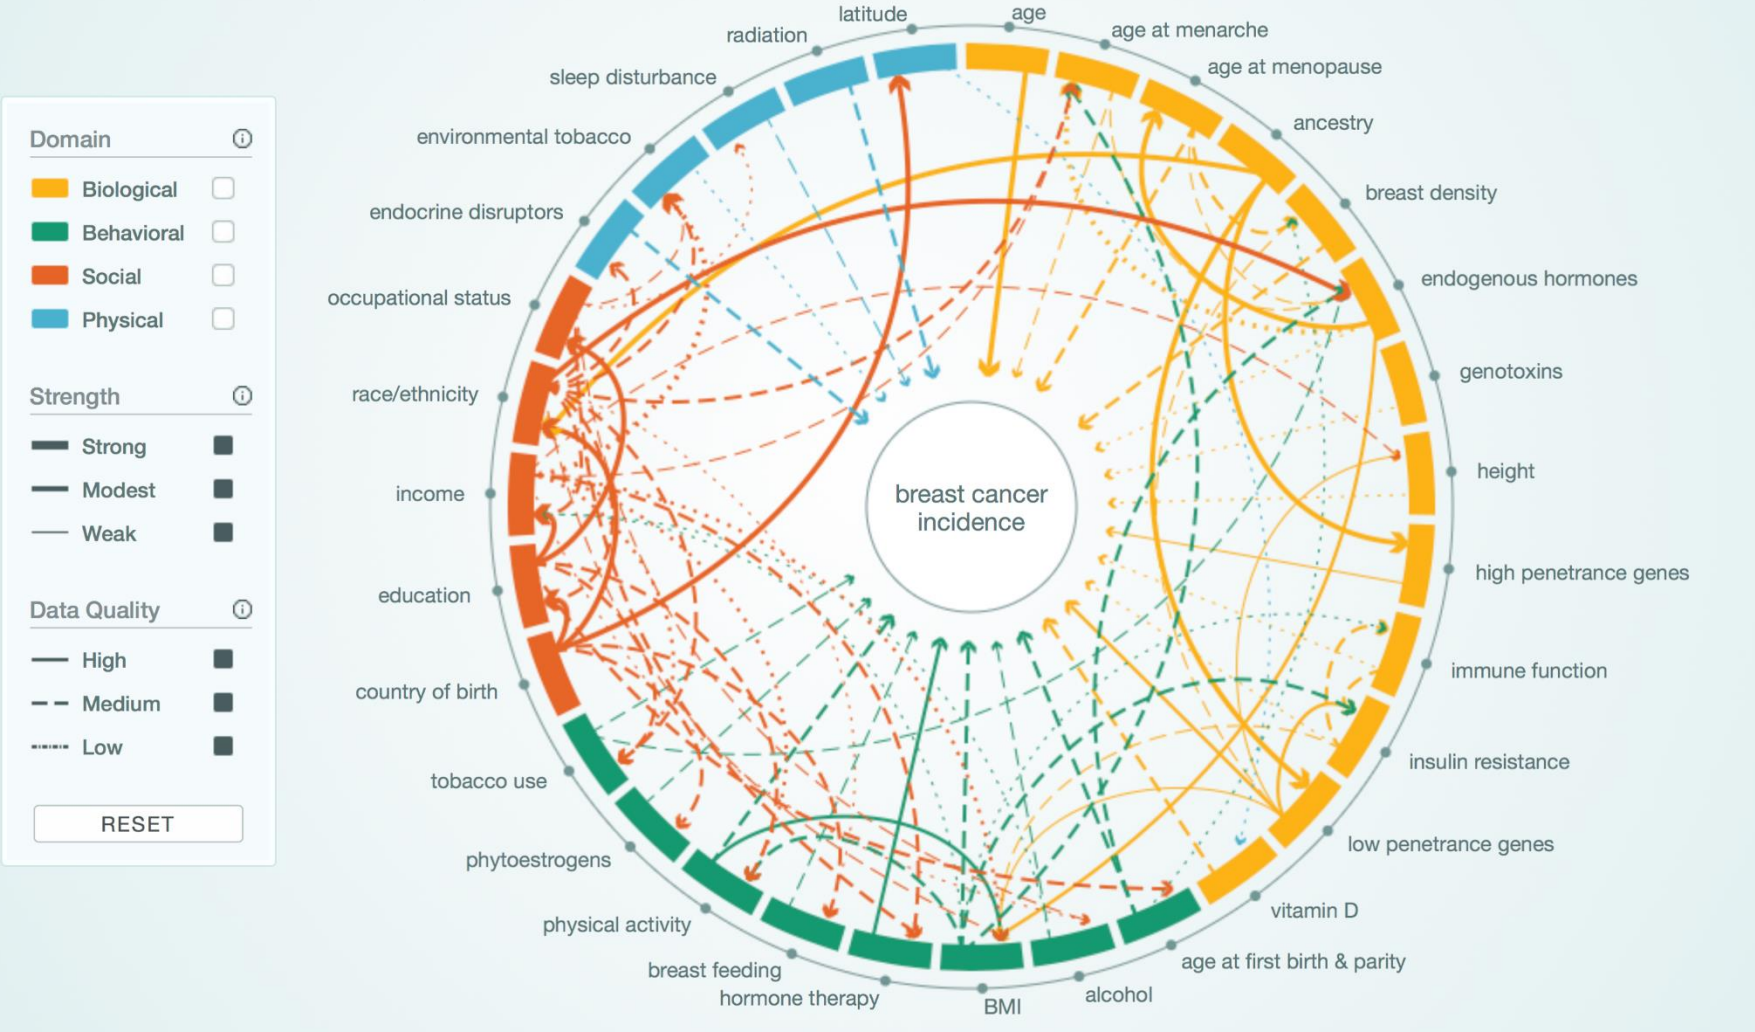 Domain
Biological
Behavioral
Social
Physical
Strength
Strong
Modest
Weak
Data Quality
High
Medium
Low
RESET
latitude
age
radiation
age at menarche
sleep disturbance
age at menopause
environmental tobacco
ancestry
endocrine disruptors
breast density
occupational status
endogenous hormones
race/ethnicity
genotoxins
income
height
breast cancer
incidence
education
high penetrance genes
country of birth
immune function
tobacco use
insulin resistance
phytoestrogens
low penetrance genes
physical activity
vitamin D
breast feeding
age at first birth & parity
hormone therapy
alcohol
BMI